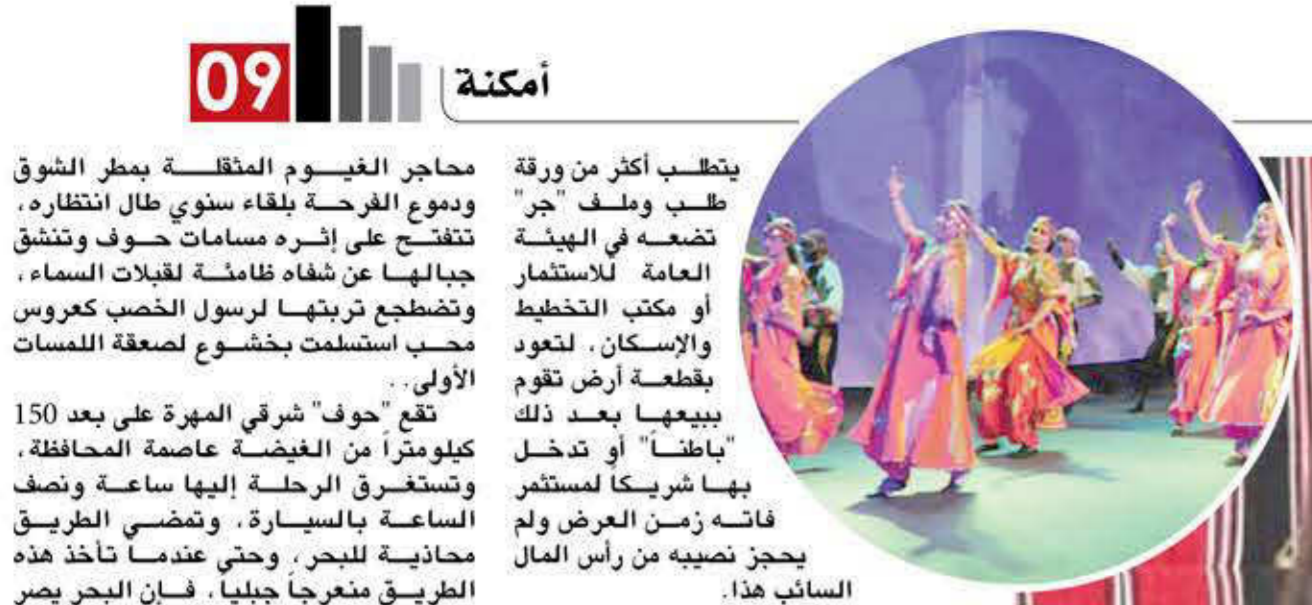 أمكنة
09
يتطلب أكثر من ورقة
طلب وملف "جر"
تضعه في الهيئة
العامة للاستثمار
أو مكتب التخطيط
والإسكان، لتعود
بقطعة أرض تقوم
ببيعها بعد ذلك
"باطناً" أو تدخل
بها شريكاً لمستثمر
فاته زمن العرض ولم
يحجز نصيبه من رأس المال
السائب هذا.
محاجر الغيوم المثقلة بمطر الشوق
ودموع الفرحة بلقاء سنوي طال انتظاره،
تتفتح على إثره مسامات حوف وتنشق
جبالها عن شفاه ظامئة لقبلات السماء،
وتضطجع تربتها لرسول الخصب كعروس
محب استسلمت بخشوع لصعقة اللمسات
الأولى..
تقع "حوف" شرقي المهرة على بعد 150
كيلومتراً من الغيضة عاصمة المحافظة،
وتستغرق الرحلة إليها ساعة ونصف
الساعة بالسيارة، وتمضي الطريق
محاذية للبحر، وحتى عندما تأخذ هذه
الطريق منعرجاً جبلياً، فإن البحر يصر